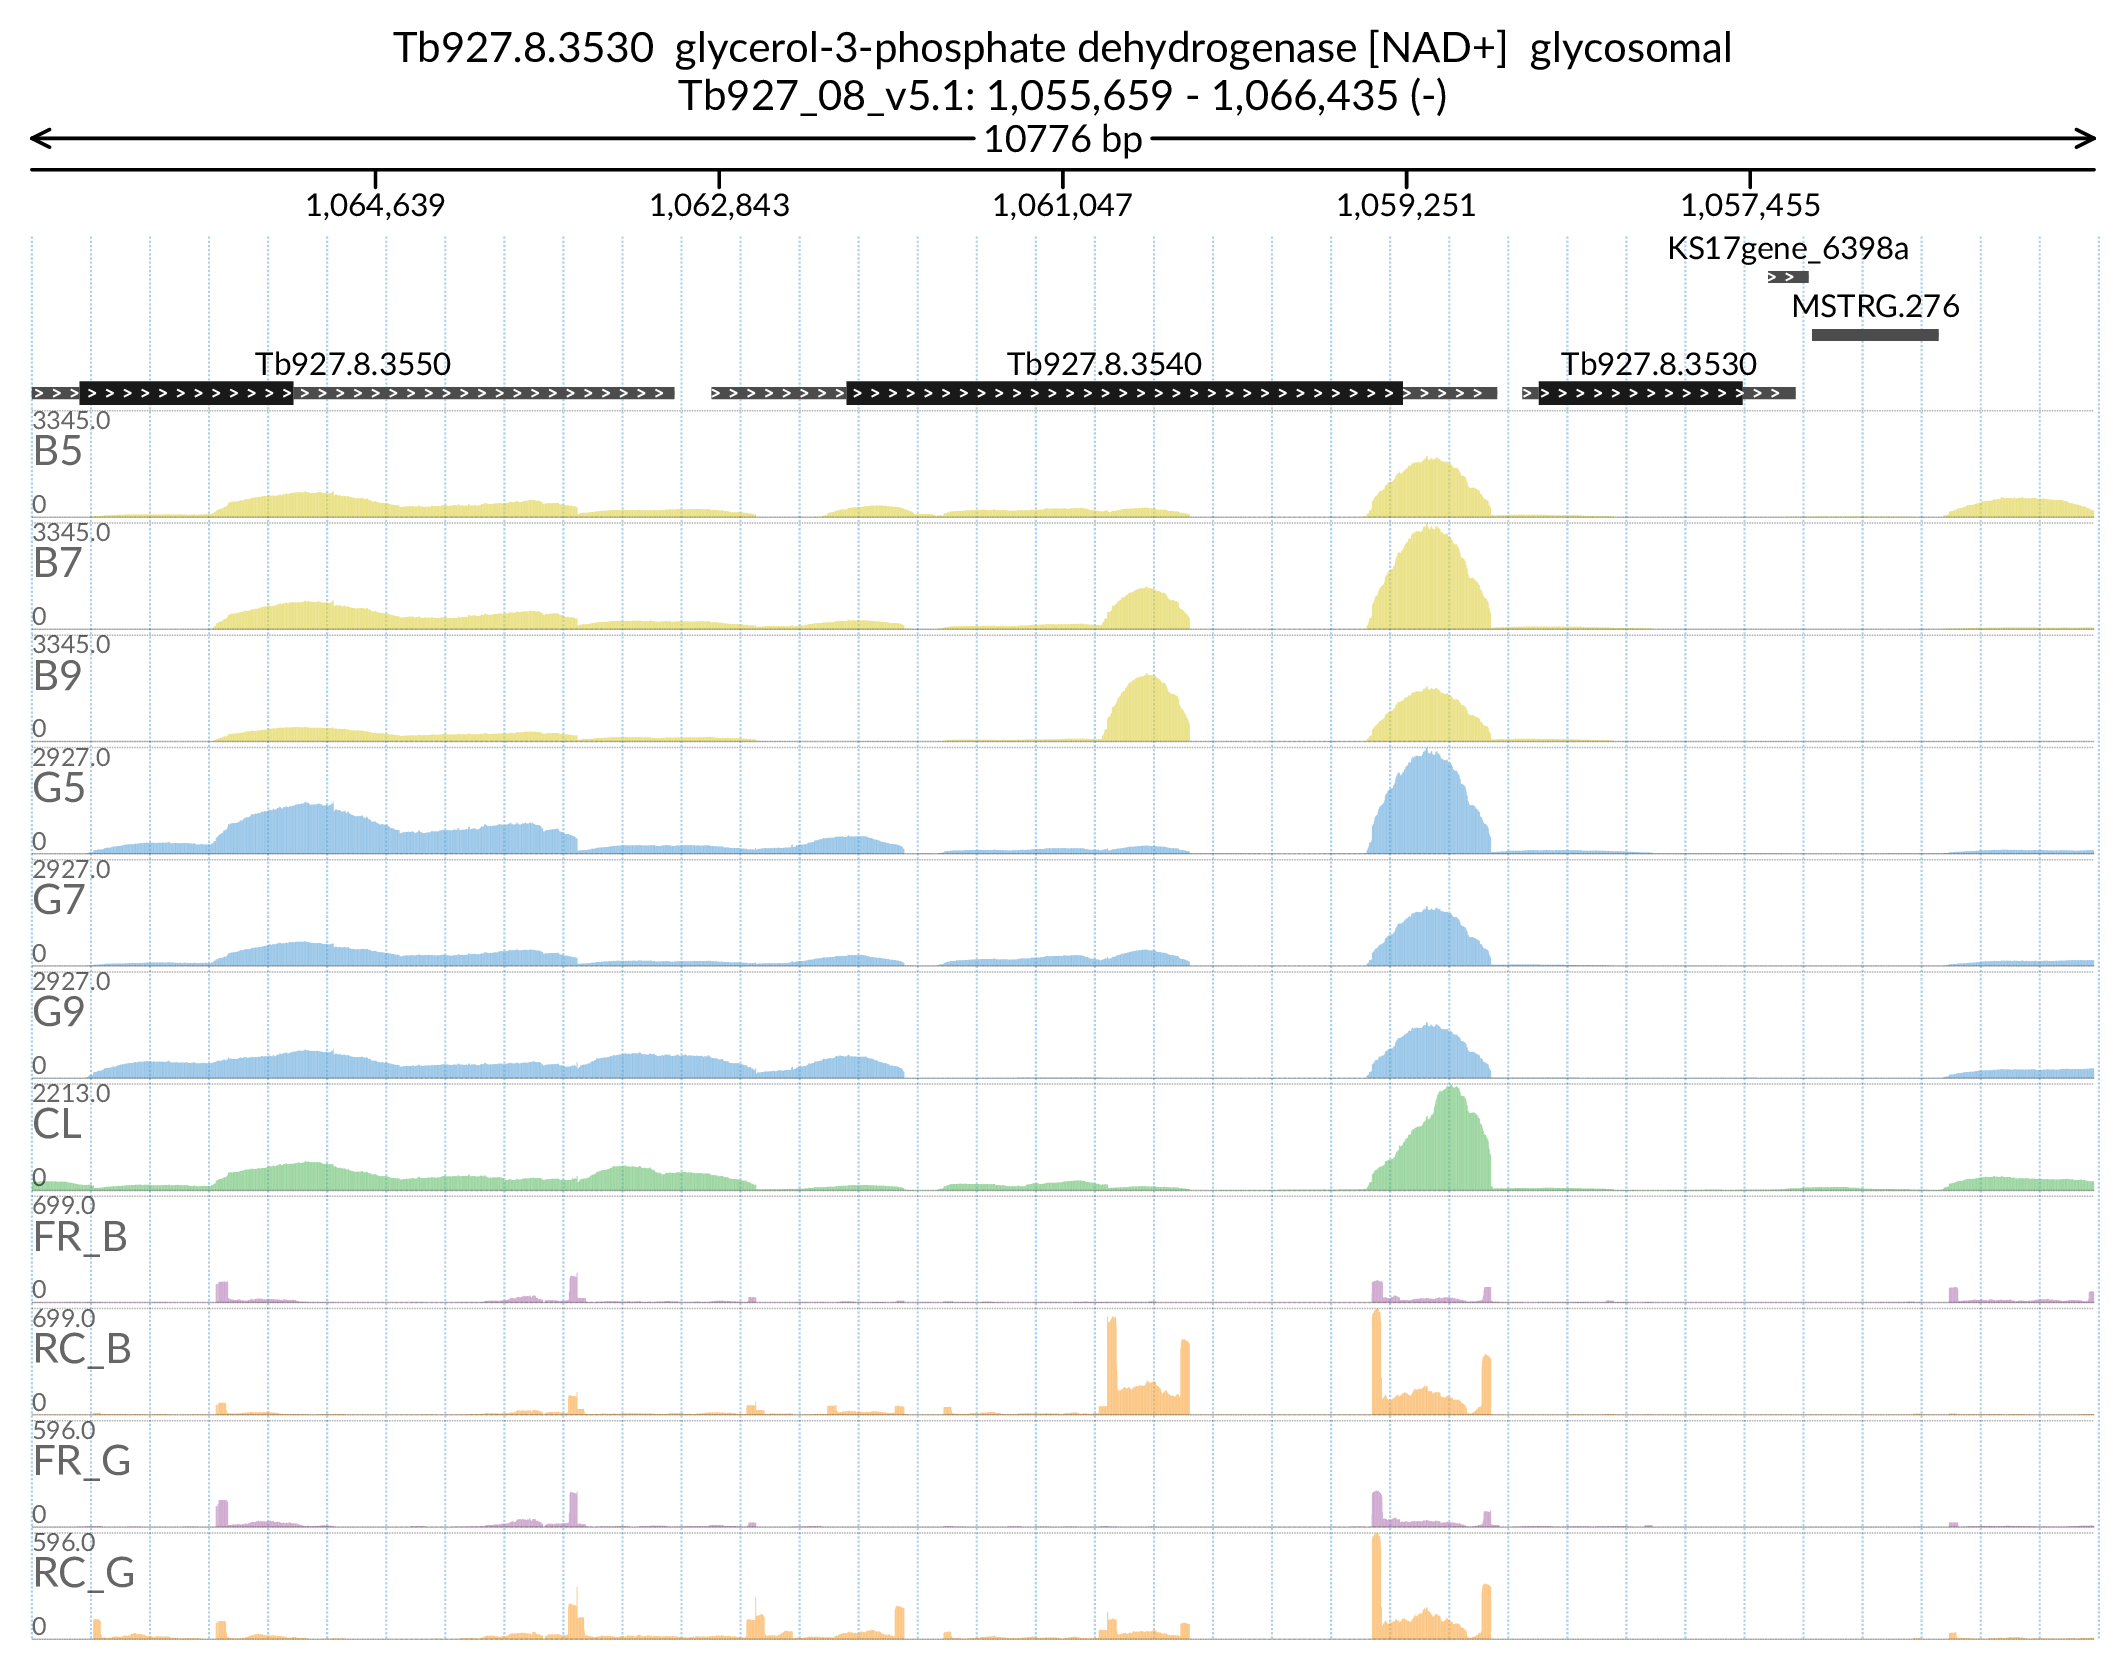 Tb927.8.3530 glycerol-3-phosphate dehydrogenase [NAD+] glycosomal
Tb927_08_v5.1: 1,055,659 - 1,066,435 (-)
10776 bp
1,064,639 1,062,843 1,061,047 1,059,251 1,057,455
KS17gene_6398a
MSTRG.276
Tb927.8.3550 Tb927.8.3540 Tb927.8.3530
3345.0
B5
0
3345.0
B7
0
3345.0
B9
0
2927.0
G5
0
2927.0
G7
0
2927.0
G9
0
2213.0
CL
0
699.0
FR_B
0
699.0
RC_B
0
596.0
FR_G
0
596.0
RC_G
0